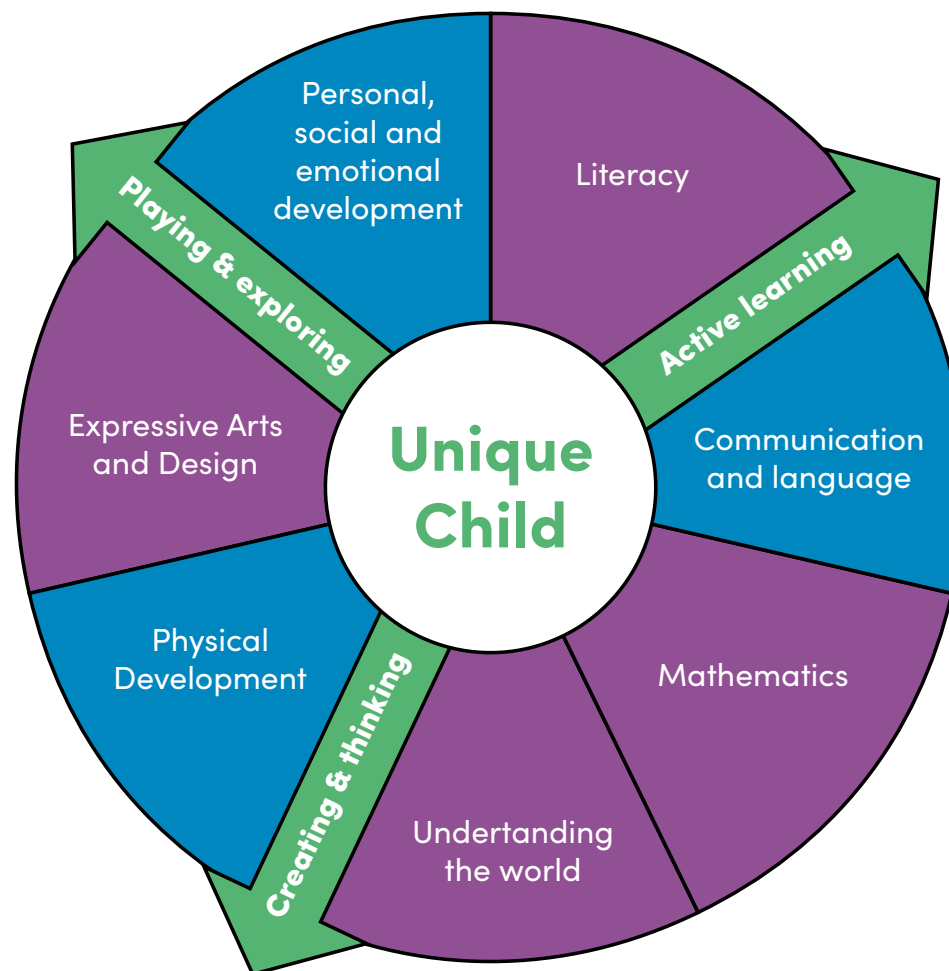 Personal,
social and
emotional
development
Literacy
Playing & exploring
Active learning
Expressive Arts
and Design
Unique
Child
Communication
and language
Physical
Development
Mathematics
Creating & thinking
Undertanding
the world